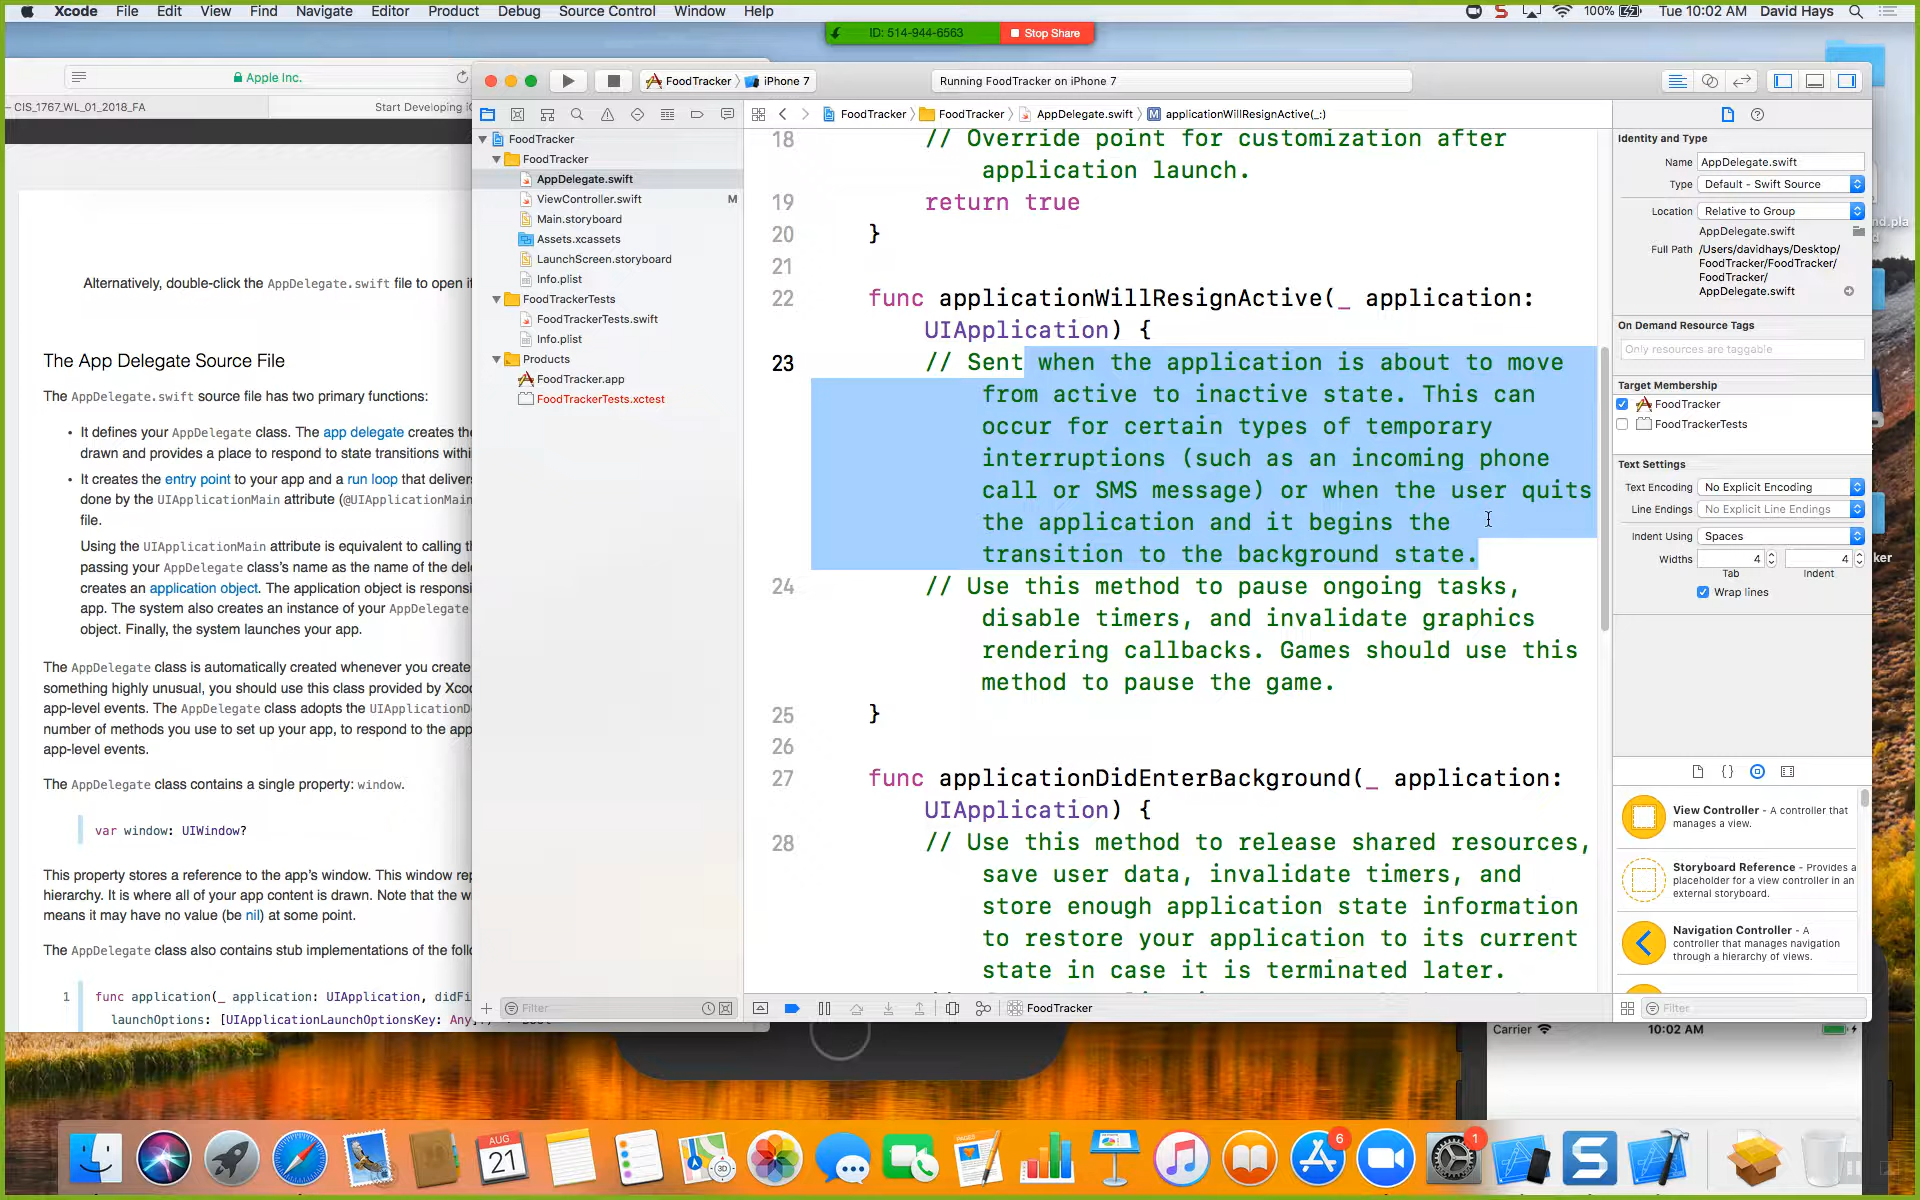 Xcode File Edit View Find Navigate Editor Product Debug Source Control Window Help
100% Tue 10:02 AM David Hays
ID: 514-944-6563 Stop Share
Apple Inc.
CIS_1767_WL_01_2018_FA
Start Developing
Alternatively, double-click the AppDelegate.swift file to open
The App Delegate Source File
The AppDelegate.swift source file has two primary functions:
• It defines your AppDelegate class. The app delegate creates the
drawn and provides a place to respond to state transitions
• It creates the entry point to your app and a run loop that
done by the UIApplicationMain attribute (@UIApplicationMain
file.
Using the UIApplicationMain attribute is equivalent to calling
passing your AppDelegate class's name as the name of the
creates an application object. The application object is
app. The system also creates an instance of your AppDelegate
object. Finally, the system launches your app.
The AppDelegate class is automatically created whenever you create
something highly unusual, you should use this class provided by
app-level events. The AppDelegate class adopts the
number of methods you use to set up your app, to respond to the app
app-level events.
The AppDelegate class contains a single property: window.
var window: UIWindow?
This property stores a reference to the app's window. This window
hierarchy. It is where all of your app content is drawn. Note that the
means it may have no value (be nil) at some point.
The AppDelegate class also contains stub implementations of the
1 func application(_ application: UIApplication,
launchOptions: [UIApplicationLaunchOptionsKey:
FoodTracker iPhone 7
Running FoodTracker on iPhone 7
FoodTracker
FoodTracker
AppDelegate.swift
ViewController.swift M
Main.storyboard
Assets.xcassets
LaunchScreen.storyboard
Info.plist
FoodTrackerTests
FoodTrackerTests.swift
Info.plist
Products
FoodTracker.app
FoodTrackerTests.xctest
Filter
FoodTracker FoodTracker AppDelegate.swift M applicationWillResignActive(_:)
18 // Override point for customization after
application launch.
19 return true
20 }
21
22 func applicationWillResignActive(_ application:
UIApplication) {
23 // Sent when the application is about to move
from active to inactive state. This can
occur for certain types of temporary
interruptions (such as an incoming phone
call or SMS message) or when the user quits
the application and it begins the
transition to the background state.
24 // Use this method to pause ongoing tasks,
disable timers, and invalidate graphics
rendering callbacks. Games should use this
method to pause the game.
25 }
26
27 func applicationDidEnterBackground(_ application:
UIApplication) {
28 // Use this method to release shared resources,
save user data, invalidate timers, and
store enough application state information
to restore your application to its current
state in case it is terminated later.
FoodTracker
Identity and Type
Name AppDelegate.swift
Type Default - Swift Source
Location Relative to Group
AppDelegate.swift
Full Path /Users/davidhays/Desktop/
FoodTracker/FoodTracker/
FoodTracker/
AppDelegate.swift
On Demand Resource Tags
Only resources are taggable
Target Membership
FoodTracker
FoodTrackerTests
Text Settings
Text Encoding No Explicit Encoding
Line Endings No Explicit Line Endings
Indent Using Spaces
Widths 4 4
Tab Indent
Wrap lines
{ }
View Controller - A controller that
manages a view.
Storyboard Reference - Provides a
placeholder for a view controller in an
external storyboard.
Navigation Controller - A
controller that manages navigation
through a hierarchy of views.
Filter
Carrier 10:02 AM
AUG
21
3D
PAGES
6
1
S